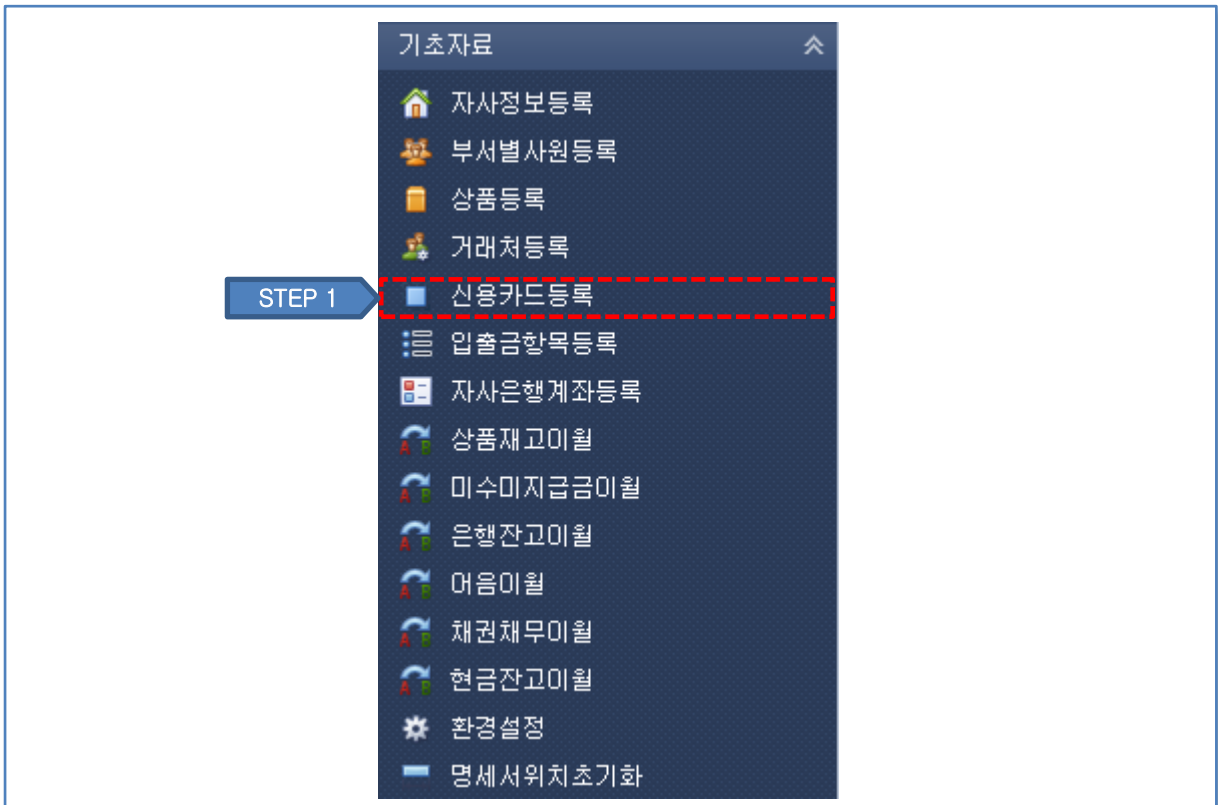 기초자료
자사정보등록
부서별사원등록
상품등록
거래처등록
STEP 1
신용카드등록
입출금항목등록
자사은행계좌등록
상품재고이월
미수미지급금이월
은행잔고이월
어음이월
채권채무이월
현금잔고이월
환경설정
명세서위치초기화